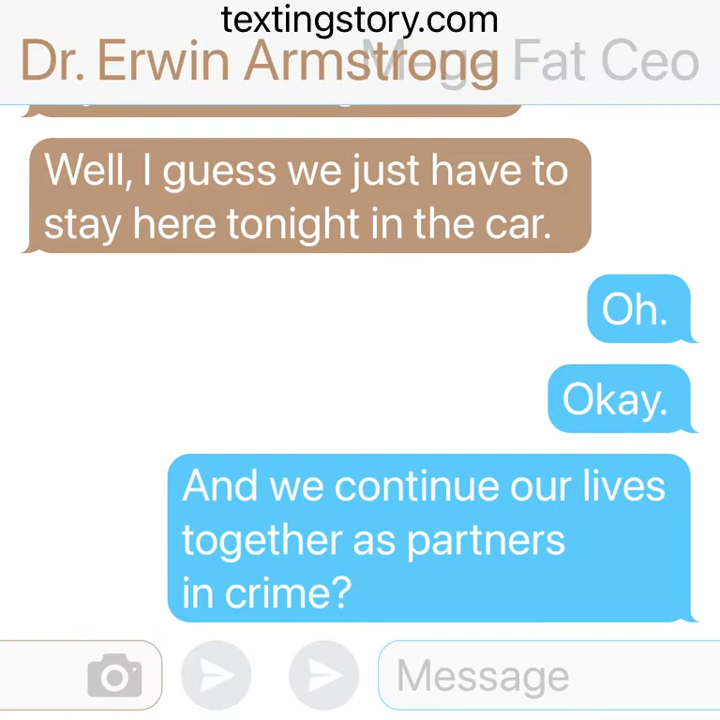 textingstory.com
Dr. Erwin Armstrong Mega Fat Ceo
Well, I guess we just have to
stay here tonight in the car.
Oh.
Okay.
And we continue our lives
together as partners
in crime?
Message